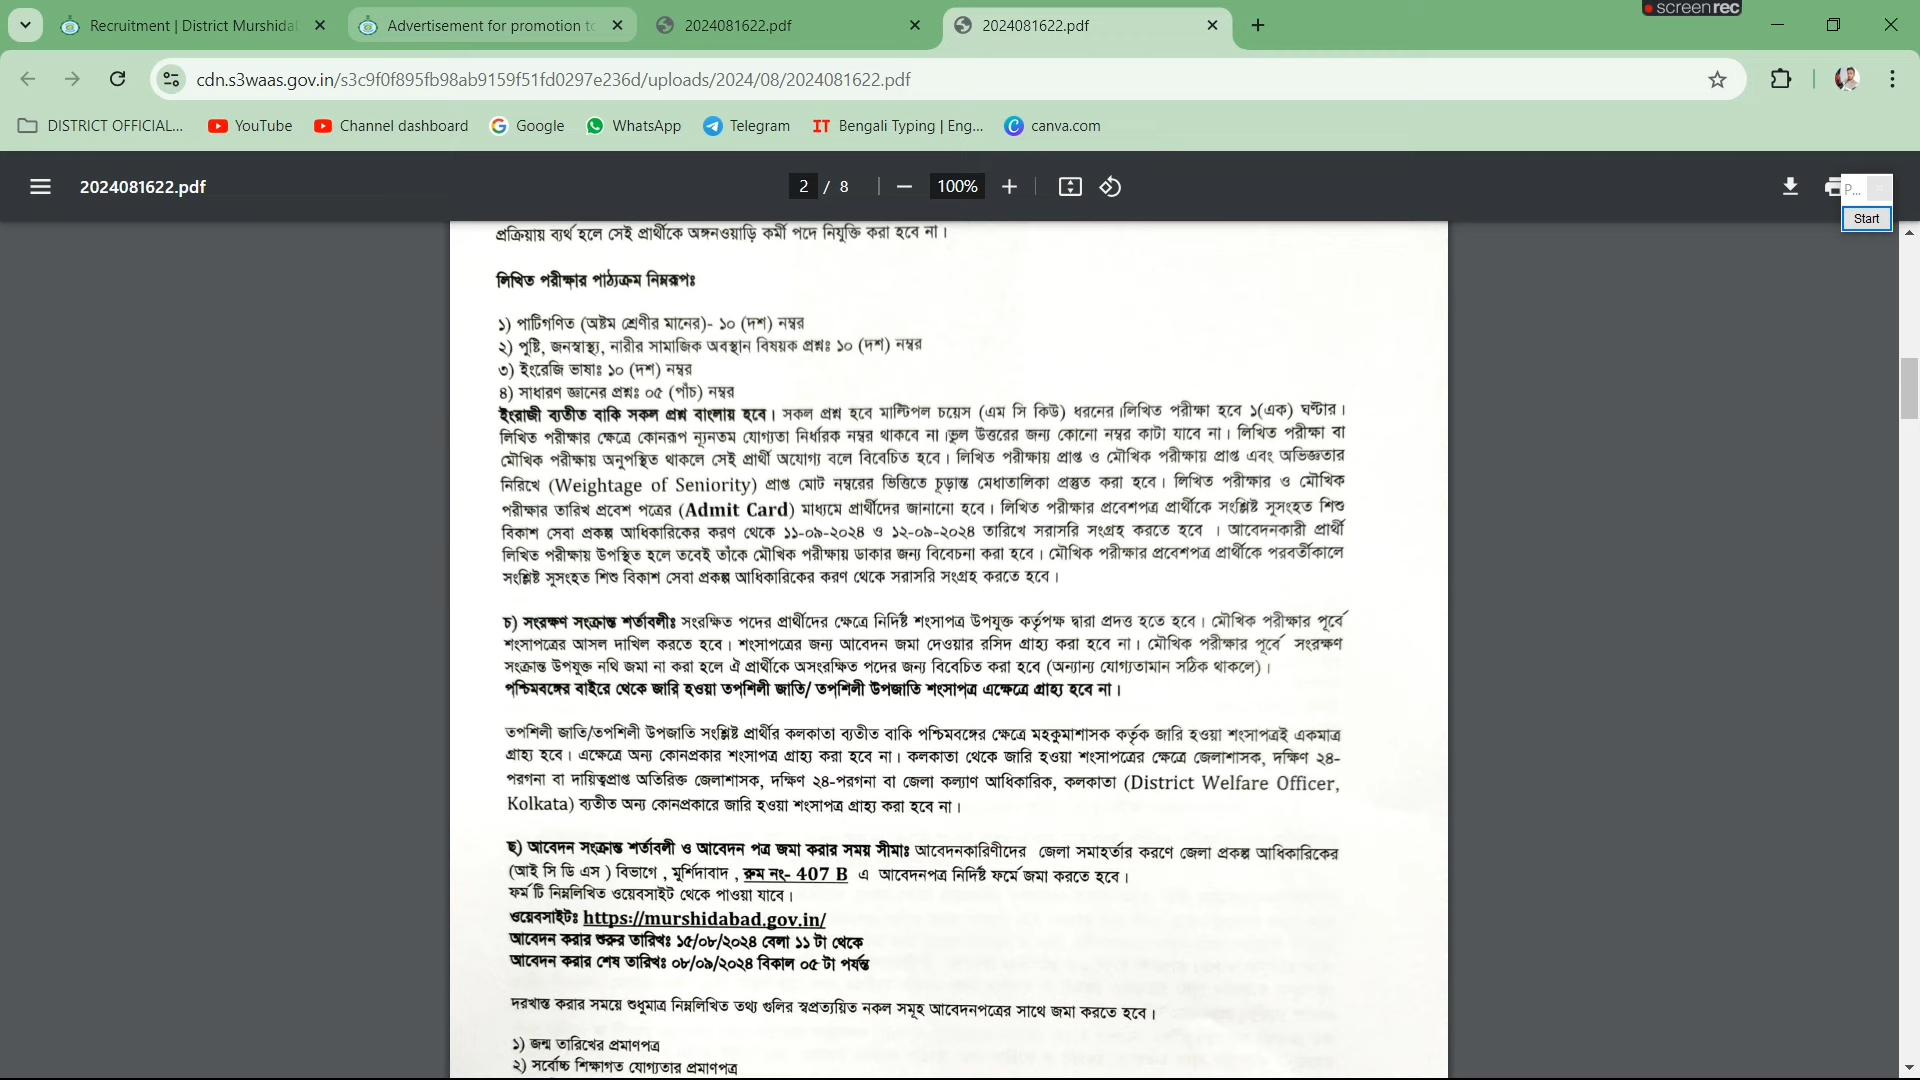 screenrec
Recruitment | District Murshidab
Advertisement for promotion to
2024081622.pdf
2024081622.pdf
cdn.s3waas.gov.in/s3c9f0f895fb98ab9159f51fd0297e236d/uploads/2024/08/2024081622.pdf
DISTRICT OFFICIAL... YouTube Channel dashboard Google WhatsApp Telegram IT Bengali Typing | Eng... canva.com
2024081622.pdf 2 / 8 100%
P...
Start
প্রক্রিয়ায় ব্যর্থ হলে সেই প্রার্থীকে অঙ্গনওয়াড়ি কর্মী পদে নিযুক্তি করা হবে না।
লিখিত পরীক্ষার পাঠ্যক্রম নিম্নরূপঃ
১) পাটিগণিত (অষ্টম শ্রেণীর মানের)- ১০ (দশ) নম্বর
২) পুষ্টি, জনস্বাস্থ্য, নারীর সামাজিক অবস্থান বিষয়ক প্রশ্নঃ ১০ (দশ) নম্বর
৩) ইংরেজি ভাষাঃ ১০ (দশ) নম্বর
৪) সাধারণ জ্ঞানের প্রশ্নঃ ০৫ (পাঁচ) নম্বর
ইংরাজী ব্যতীত বাকি সকল প্রশ্ন বাংলায় হবে। সকল প্রশ্ন হবে মাল্টিপল চয়েস (এম সি কিউ) ধরনের।লিখিত পরীক্ষা হবে ১(এক) ঘণ্টার।
লিখিত পরীক্ষার ক্ষেত্রে কোনরূপ ন্যূনতম যোগ্যতা নির্ধারক নম্বর থাকবে না।ভুল উত্তরের জন্য কোনো নম্বর কাটা যাবে না। লিখিত পরীক্ষা বা
মৌখিক পরীক্ষায় অনুপস্থিত থাকলে সেই প্রার্থী অযোগ্য বলে বিবেচিত হবে। লিখিত পরীক্ষায় প্রাপ্ত ও মৌখিক পরীক্ষায় প্রাপ্ত এবং অভিজ্ঞতার
নিরিখে (Weightage of Seniority) প্রাপ্ত মোট নম্বরের ভিত্তিতে চূড়ান্ত মেধাতালিকা প্রস্তুত করা হবে। লিখিত পরীক্ষার ও মৌখিক
পরীক্ষার তারিখ প্রবেশ পত্রের (Admit Card) মাধ্যমে প্রার্থীদের জানানো হবে। লিখিত পরীক্ষার প্রবেশপত্র প্রার্থীকে সংশ্লিষ্ট সুসংহত শিশু
বিকাশ সেবা প্রকল্প আধিকারিকের করণ থেকে ১১-০৯-২০২৪ ও ১২-০৯-২০২৪ তারিখে সরাসরি সংগ্রহ করতে হবে । আবেদনকারী প্রার্থী
লিখিত পরীক্ষায় উপস্থিত হলে তবেই তাঁকে মৌখিক পরীক্ষায় ডাকার জন্য বিবেচনা করা হবে। মৌখিক পরীক্ষার প্রবেশপত্র প্রার্থীকে পরবর্তীকালে
সংশ্লিষ্ট সুসংহত শিশু বিকাশ সেবা প্রকল্প আধিকারিকের করণ থেকে সরাসরি সংগ্রহ করতে হবে।
চ) সংরক্ষণ সংক্রান্ত শর্তাবলীঃ সংরক্ষিত পদের প্রার্থীদের ক্ষেত্রে নির্দিষ্ট শংসাপত্র উপযুক্ত কর্তৃপক্ষ দ্বারা প্রদত্ত হতে হবে। মৌখিক পরীক্ষার পূর্বে
শংসাপত্রের আসল দাখিল করতে হবে। শংসাপত্রের জন্য আবেদন জমা দেওয়ার রসিদ গ্রাহ্য করা হবে না। মৌখিক পরীক্ষার পূর্বে সংরক্ষণ
সংক্রান্ত উপযুক্ত নথি জমা না করা হলে ঐ প্রার্থীকে অসংরক্ষিত পদের জন্য বিবেচিত করা হবে (অন্যান্য যোগ্যতামান সঠিক থাকলে)।
পশ্চিমবঙ্গের বাইরে থেকে জারি হওয়া তপশিলী জাতি/ তপশিলী উপজাতি শংসাপত্র এক্ষেত্রে গ্রাহ্য হবে না।
তপশিলী জাতি/তপশিলী উপজাতি সংশ্লিষ্ট প্রার্থীর কলকাতা ব্যতীত বাকি পশ্চিমবঙ্গের ক্ষেত্রে মহকুমাশাসক কর্তৃক জারি হওয়া শংসাপত্রই একমাত্র
গ্রাহ্য হবে। এক্ষেত্রে অন্য কোনপ্রকার শংসাপত্র গ্রাহ্য করা হবে না। কলকাতা থেকে জারি হওয়া শংসাপত্রের ক্ষেত্রে জেলাশাসক, দক্ষিণ ২৪-
পরগনা বা দায়িত্বপ্রাপ্ত অতিরিক্ত জেলাশাসক, দক্ষিণ ২৪-পরগনা বা জেলা কল্যাণ আধিকারিক, কলকাতা (District Welfare Officer,
Kolkata) ব্যতীত অন্য কোনপ্রকারে জারি হওয়া শংসাপত্র গ্রাহ্য করা হবে না।
ছ) আবেদন সংক্রান্ত শর্তাবলী ও আবেদন পত্র জমা করার সময় সীমাঃ আবেদনকারিণীদের জেলা সমাহর্তার করণে জেলা প্রকল্প আধিকারিকের
(আই সি ডি এস ) বিভাগে , মুর্শিদাবাদ , রুম নং- 407 B এ আবেদনপত্র নির্দিষ্ট ফর্মে জমা করতে হবে।
ফর্ম টি নিম্নলিখিত ওয়েবসাইট থেকে পাওয়া যাবে।
ওয়েবসাইটঃ https://murshidabad.gov.in/
আবেদন করার শুরুর তারিখঃ ১৫/০৮/২০২৪ বেলা ১১ টা থেকে
আবেদন করার শেষ তারিখঃ ০৮/০৯/২০২৪ বিকাল ০৫ টা পর্যন্ত
দরখাস্ত করার সময়ে শুধুমাত্র নিম্নলিখিত তথ্য গুলির স্বপ্রত্যয়িত নকল সমূহ আবেদনপত্রের সাথে জমা করতে হবে।
১) জন্ম তারিখের প্রমাণপত্র
২) সর্বোচ্চ শিক্ষাগত যোগ্যতার প্রমাণপত্র